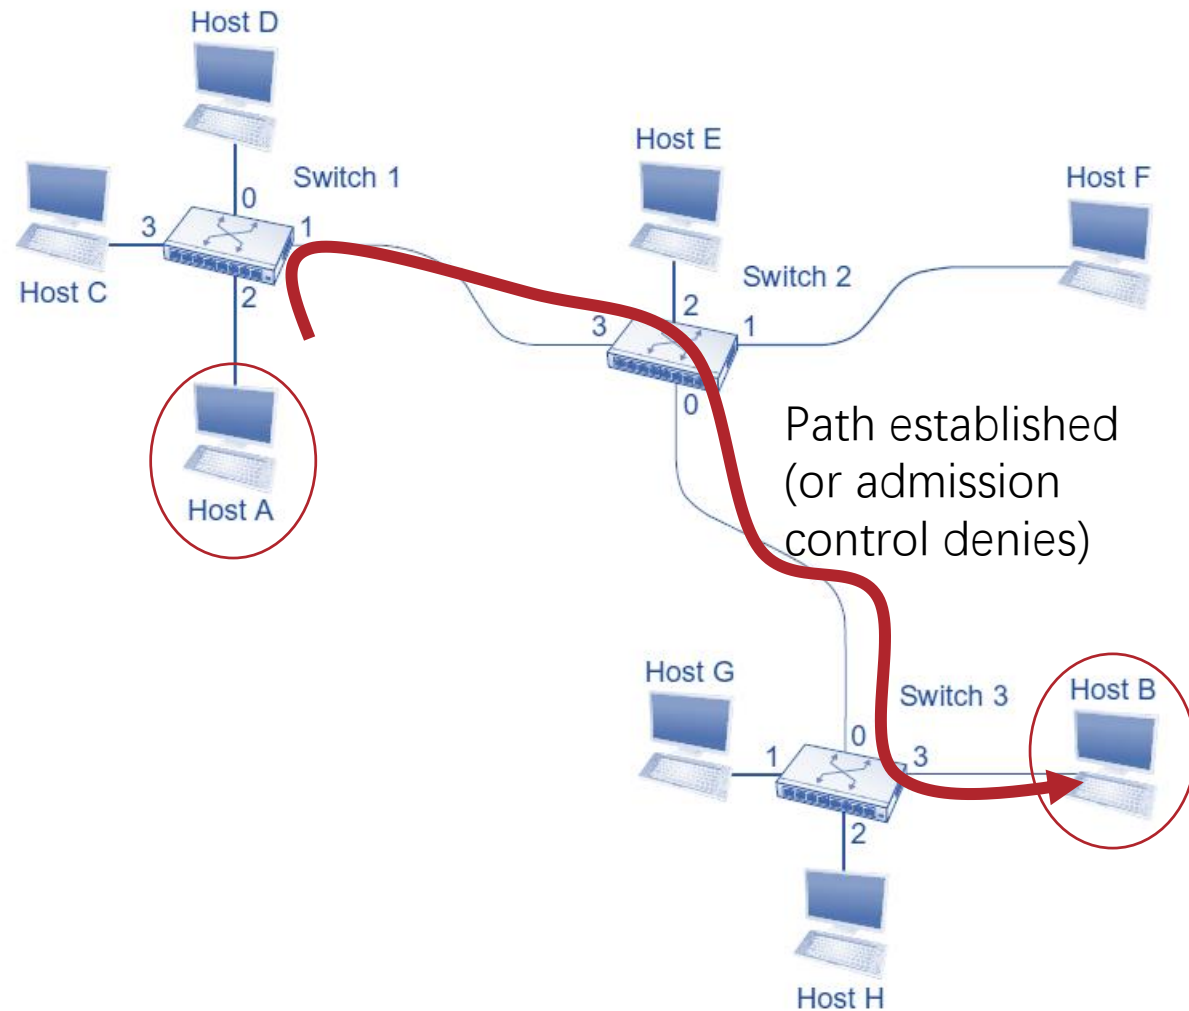 Host D
Host E
Host F
Switch 1
0
3
1
Host C
2
Switch 2
2
3
1
0
Host A
Path established
(or admission
control denies)
Host G
Switch 3
Host B
0
1
3
2
Host H